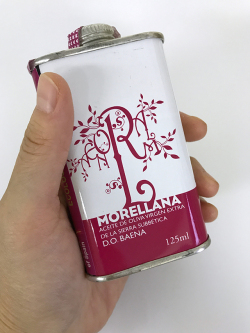 MORELLANA
ACEITE DE OLIVA VIRGEN EXTRA
DE LA SIERRA SUBBÉTICA
D.O BAENA
125ml